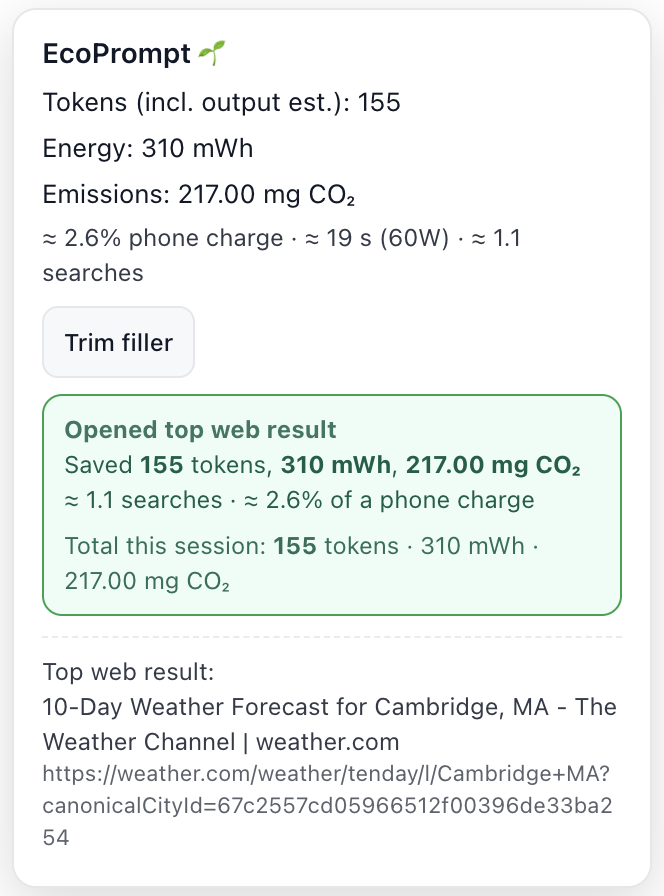 EcoPrompt 🌱
Tokens (incl. output est.): 155
Energy: 310 mWh
Emissions: 217.00 mg CO₂
≈ 2.6% phone charge · ≈ 19 s (60W) · ≈ 1.1
searches
Trim filler
Opened top web result
Saved 155 tokens, 310 mWh, 217.00 mg CO₂
≈ 1.1 searches · ≈ 2.6% of a phone charge
Total this session: 155 tokens · 310 mWh ·
217.00 mg CO₂
Top web result:
10-Day Weather Forecast for Cambridge, MA - The
Weather Channel | weather.com
https://weather.com/weather/tenday/l/Cambridge+MA?
canonicalCityId=67c2557cd05966512f00396de33ba2
54